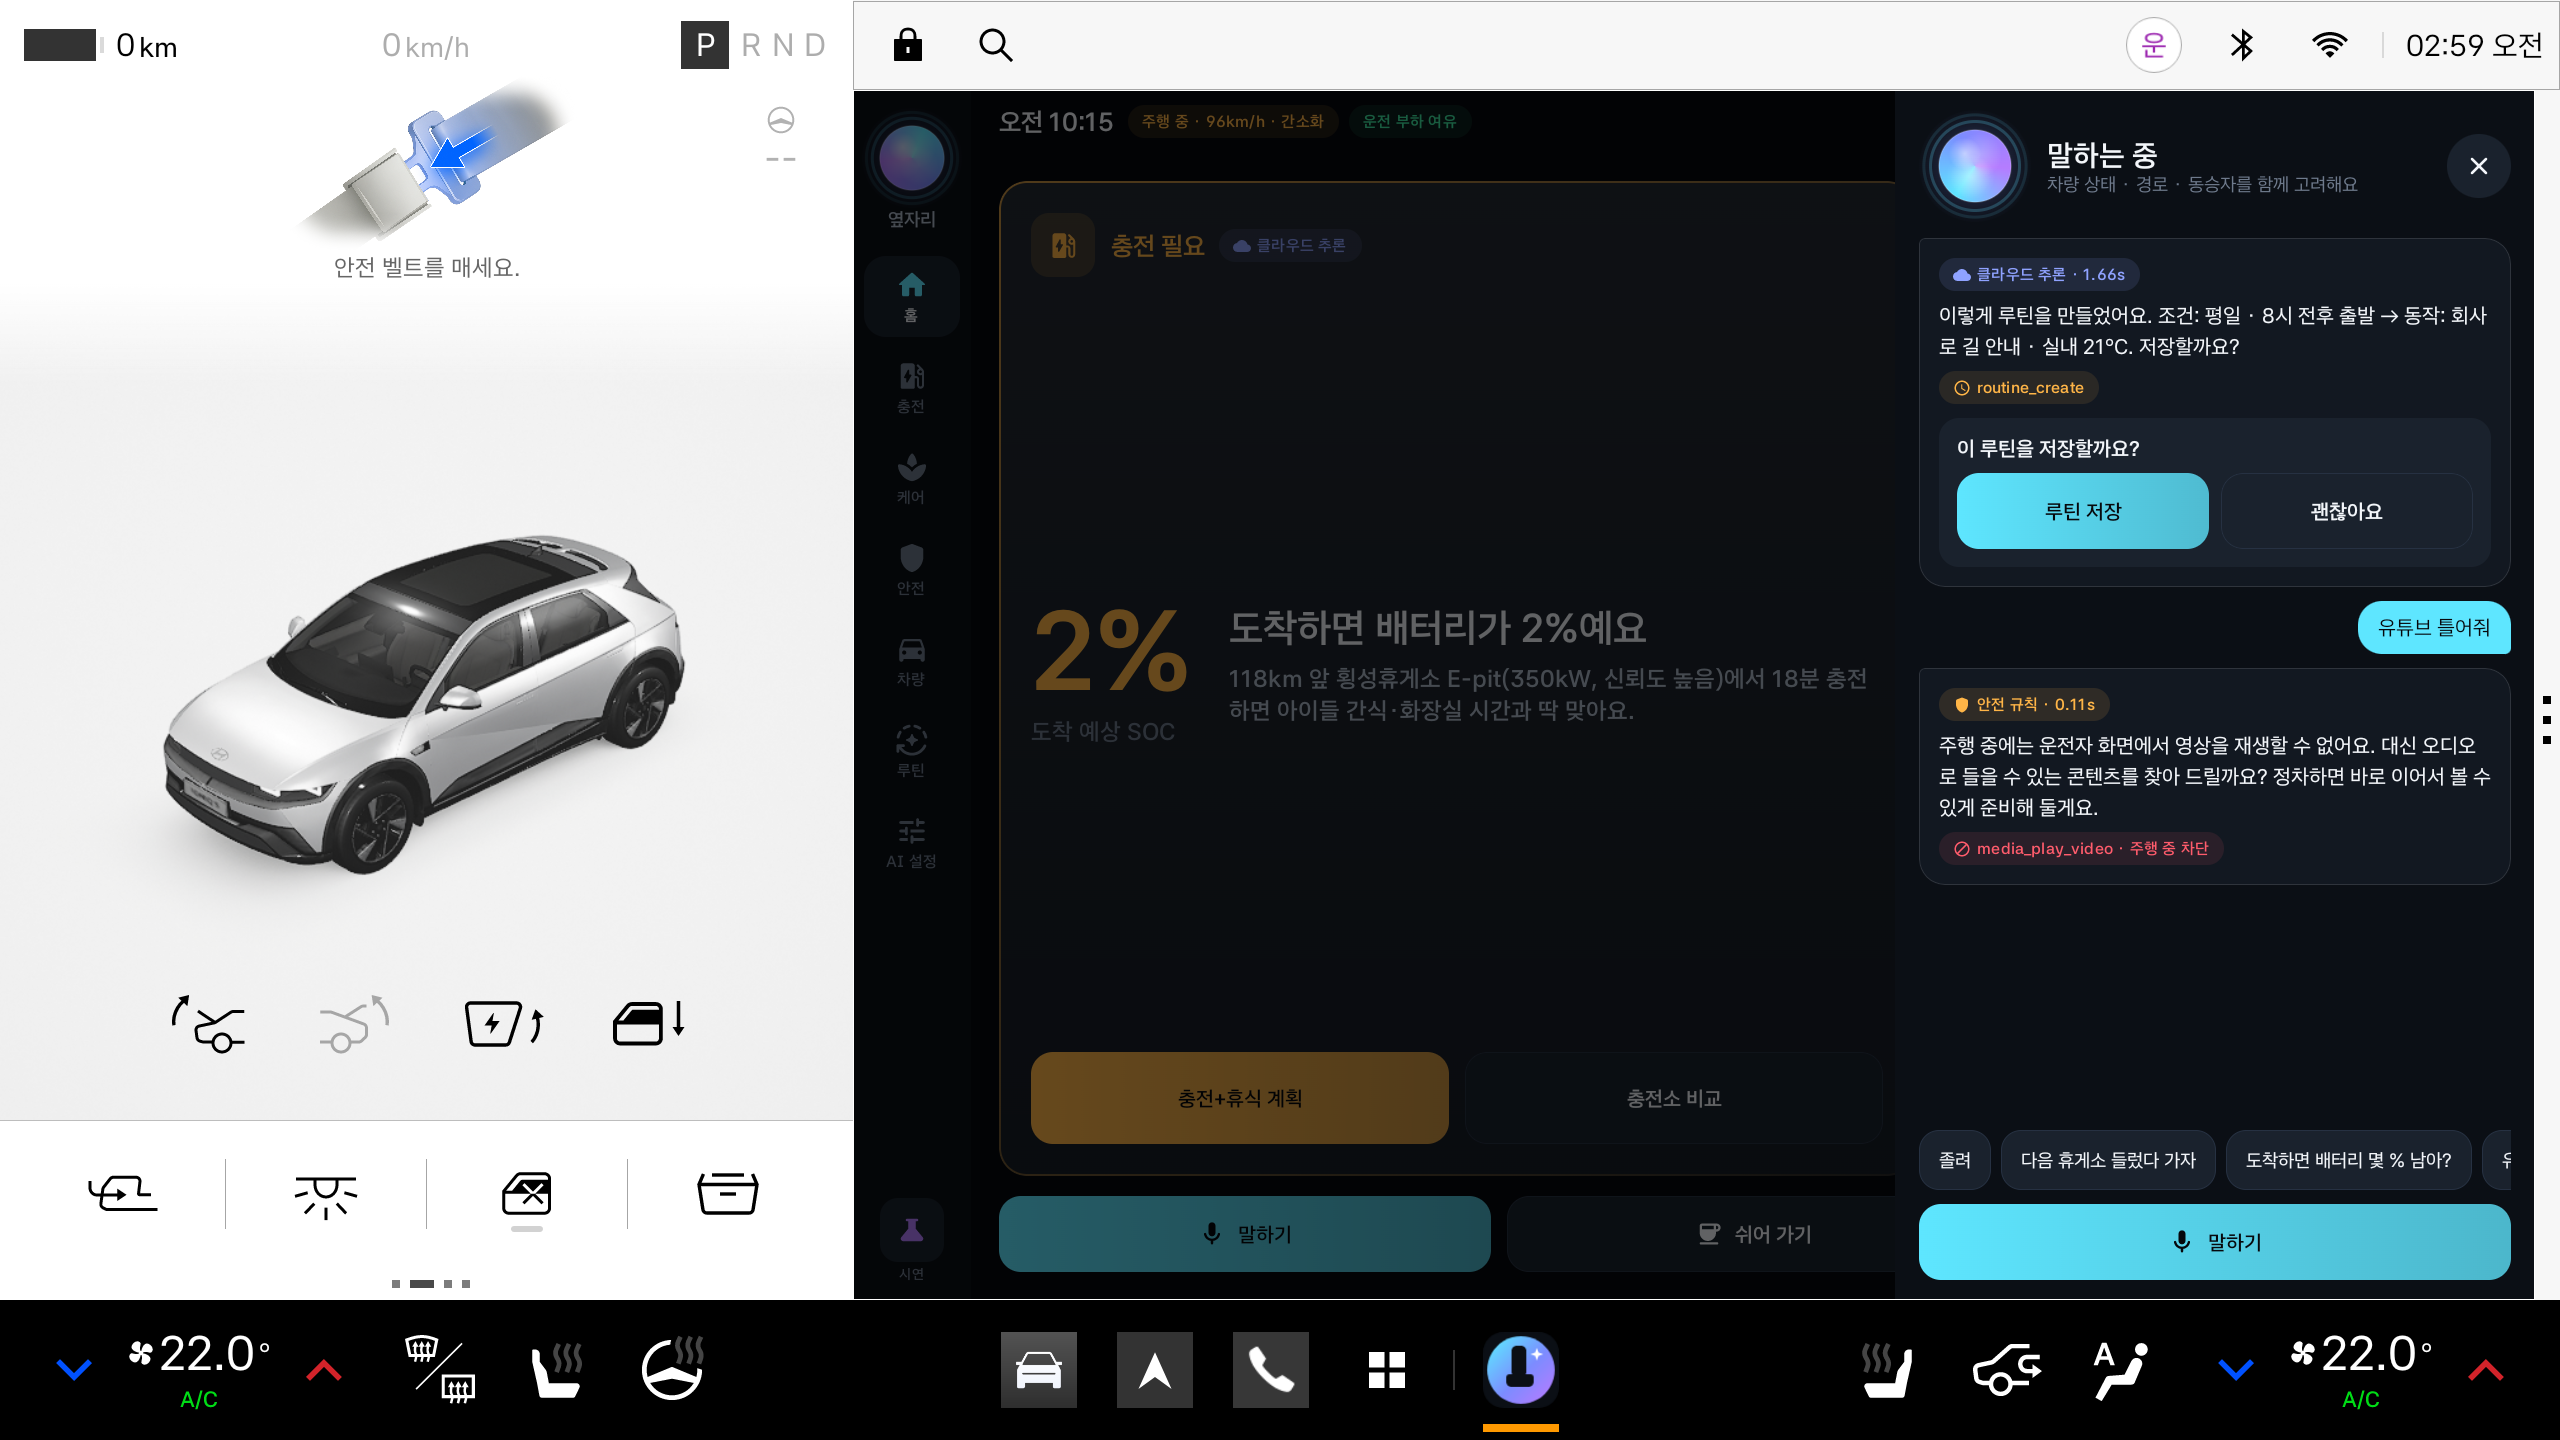 0 km
0 km/h
P R N D
안전 벨트를 매세요.
운
02:59 오전
옆자리
홈
충전
케어
안전
차량
루틴
AI 설정
시연
오전 10:15
주행 중 · 96km/h · 간소화
운전 부하 여유
충전 필요
클라우드 추론
2%
도착 예상 SOC
도착하면 배터리가 2%예요
118km 앞 횡성휴게소 E-pit(350kW, 신뢰도 높음)에서 18분 충전
하면 아이들 간식·화장실 시간과 딱 맞아요.
충전+휴식 계획
충전소 비교
말하기
쉬어 가기
말하는 중
차량 상태 · 경로 · 동승자를 함께 고려해요
클라우드 추론 · 1.66s
이렇게 루틴을 만들었어요. 조건: 평일 · 8시 전후 출발 → 동작: 회사
로 길 안내 · 실내 21°C. 저장할까요?
routine_create
이 루틴을 저장할까요?
루틴 저장
괜찮아요
유튜브 틀어줘
안전 규칙 · 0.11s
주행 중에는 운전자 화면에서 영상을 재생할 수 없어요. 대신 오디오
로 들을 수 있는 콘텐츠를 찾아 드릴까요? 정차하면 바로 이어서 볼 수
있게 준비해 둘게요.
media_play_video · 주행 중 차단
졸려
다음 휴게소 들렀다 가자
도착하면 배터리 몇 % 남아?
말하기
22.0°
A/C
A
22.0°
A/C